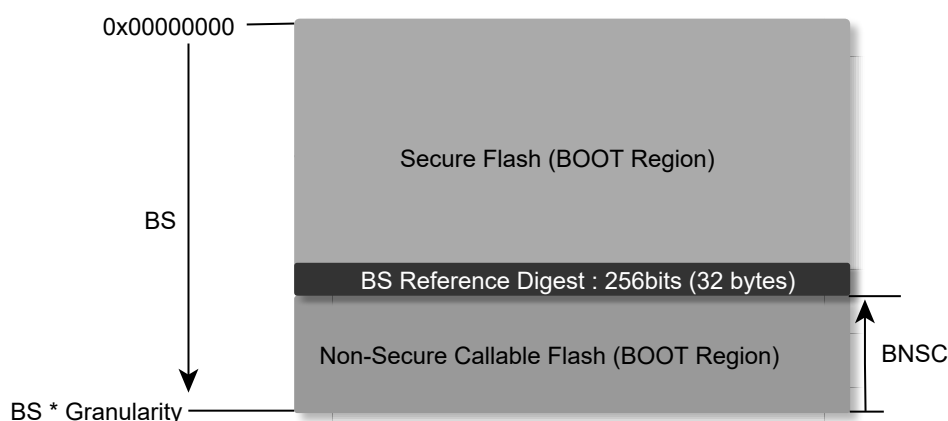 0x00000000
Secure Flash (BOOT Region)
BS
BS Reference Digest : 256bits (32 bytes)
Non-Secure Callable Flash (BOOT Region)
BNSC
BS * Granularity